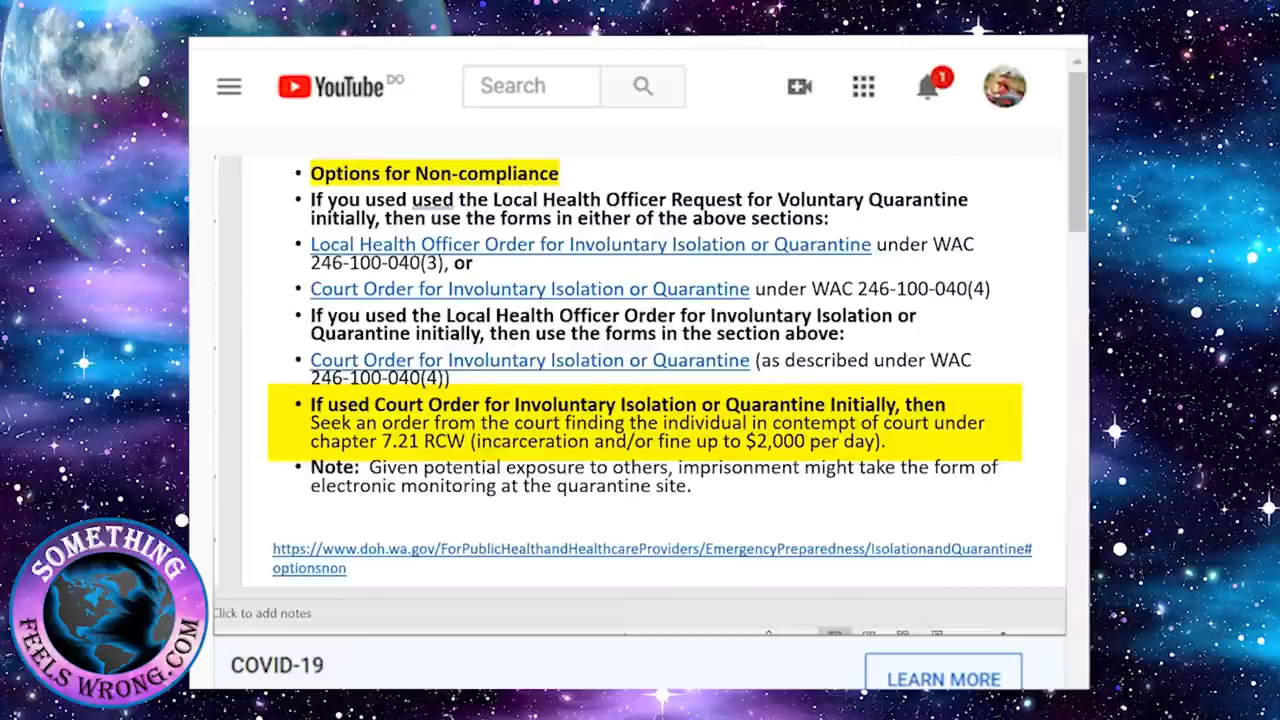 YouTube DO
Search
1
• Options for Non-compliance
• If you used used the Local Health Officer Request for Voluntary Quarantine
initially, then use the forms in either of the above sections:
• Local Health Officer Order for Involuntary Isolation or Quarantine under WAC
246-100-040(3), or
• Court Order for Involuntary Isolation or Quarantine under WAC 246-100-040(4)
• If you used the Local Health Officer Order for Involuntary Isolation or
Quarantine initially, then use the forms in the section above:
• Court Order for Involuntary Isolation or Quarantine (as described under WAC
246-100-040(4))
• If used Court Order for Involuntary Isolation or Quarantine Initially, then
Seek an order from the court finding the individual in contempt of court under
chapter 7.21 RCW (incarceration and/or fine up to $2,000 per day).
• Note: Given potential exposure to others, imprisonment might take the form of
electronic monitoring at the quarantine site.
https://www.doh.wa.gov/ForPublicHealthandHealthcareProviders/EmergencyPreparedness/IsolationandQuarantine#
optionsnon
Click to add notes
COVID-19
LEARN MORE
SOMETHING
FEELS WRONG.COM